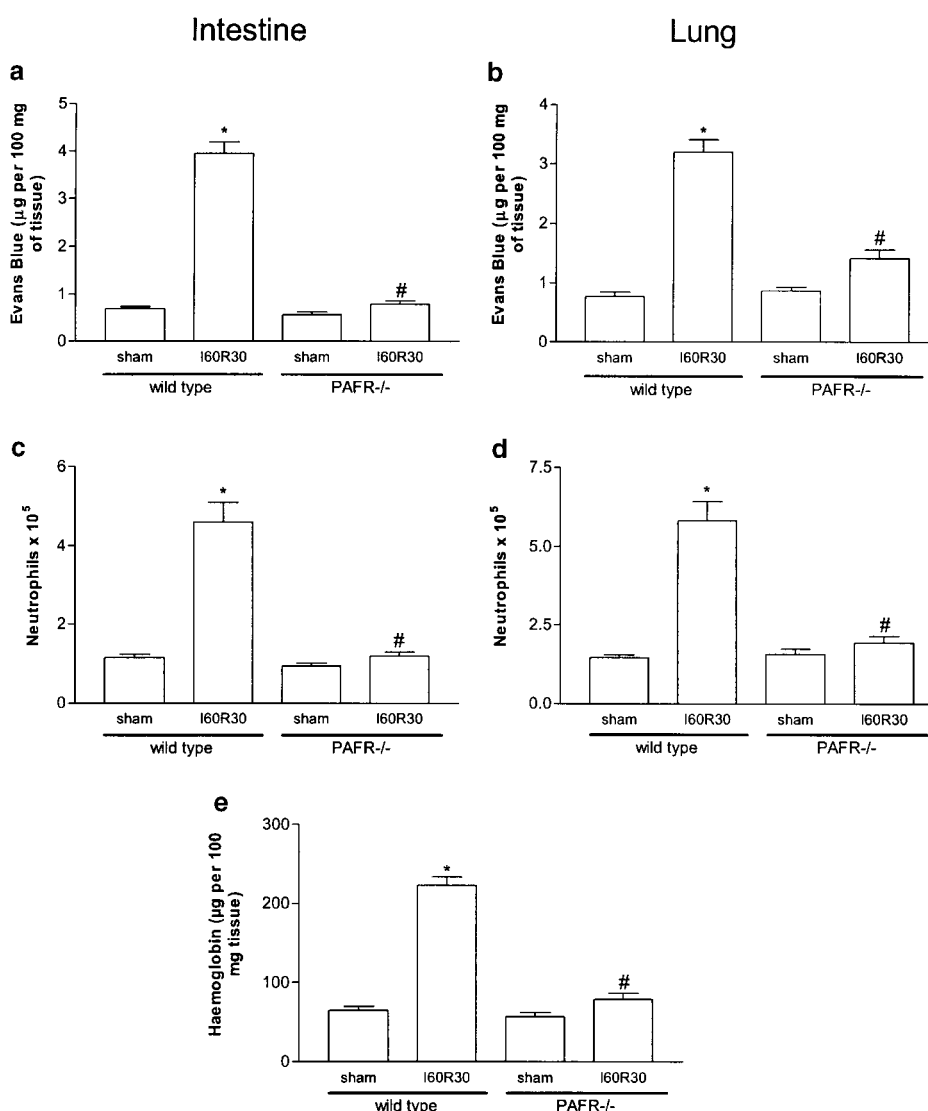 Intestine
Lung
a
Evans Blue (µg per 100 mg
of tissue)
5
4
3
2
1
0
*
#
sham
I60R30
sham
I60R30
wild type
PAFR-/-
b
Evans Blue (µg per 100 mg
of tissue)
4
3
2
1
0
*
#
sham
I60R30
sham
I60R30
wild type
PAFR-/-
c
Neutrophils x 10⁵
6
4
2
0
*
#
sham
I60R30
sham
I60R30
wild type
PAFR-/-
d
Neutrophils x 10⁵
7.5
5.0
2.5
0.0
*
#
sham
I60R30
sham
I60R30
wild type
PAFR-/-
e
Haemoglobin (µg per 100
mg tissue)
300
200
100
0
*
#
sham
I60R30
sham
I60R30
wild type
PAFR-/-